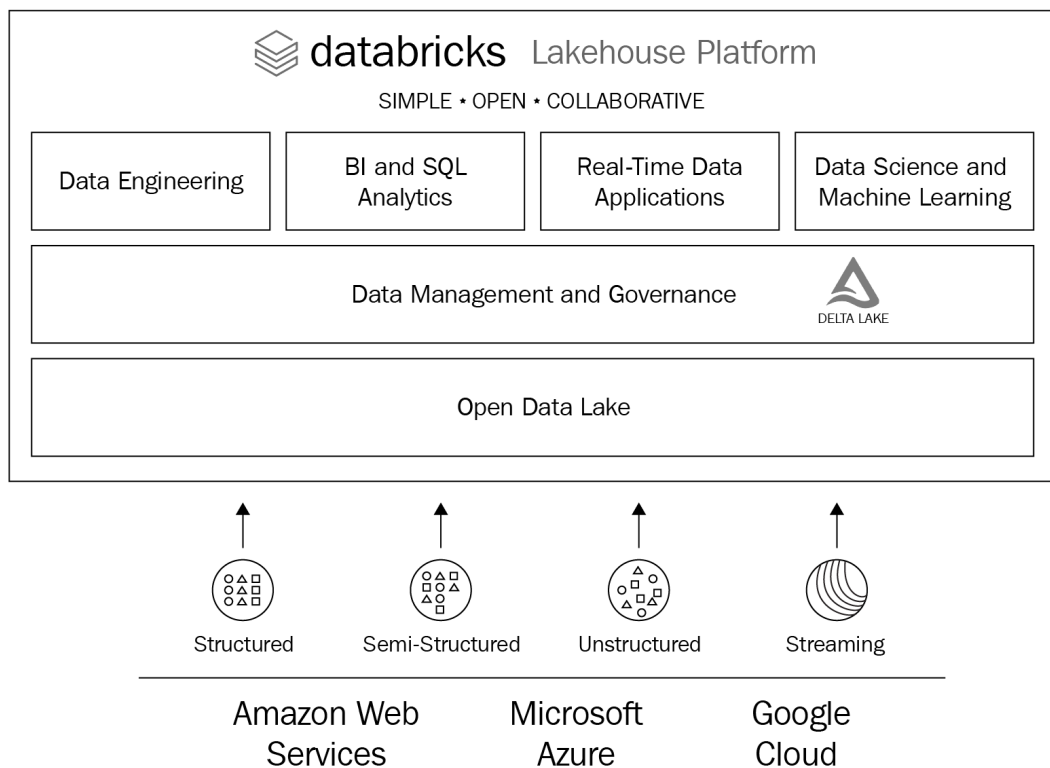 databricks Lakehouse Platform
SIMPLE ⋆ OPEN ⋆ COLLABORATIVE
Data Engineering
BI and SQL
Analytics
Real-Time Data
Applications
Data Science and
Machine Learning
Data Management and Governance
DELTA LAKE
Open Data Lake
Structured
Semi-Structured
Unstructured
Streaming
Amazon Web
Services
Microsoft
Azure
Google
Cloud